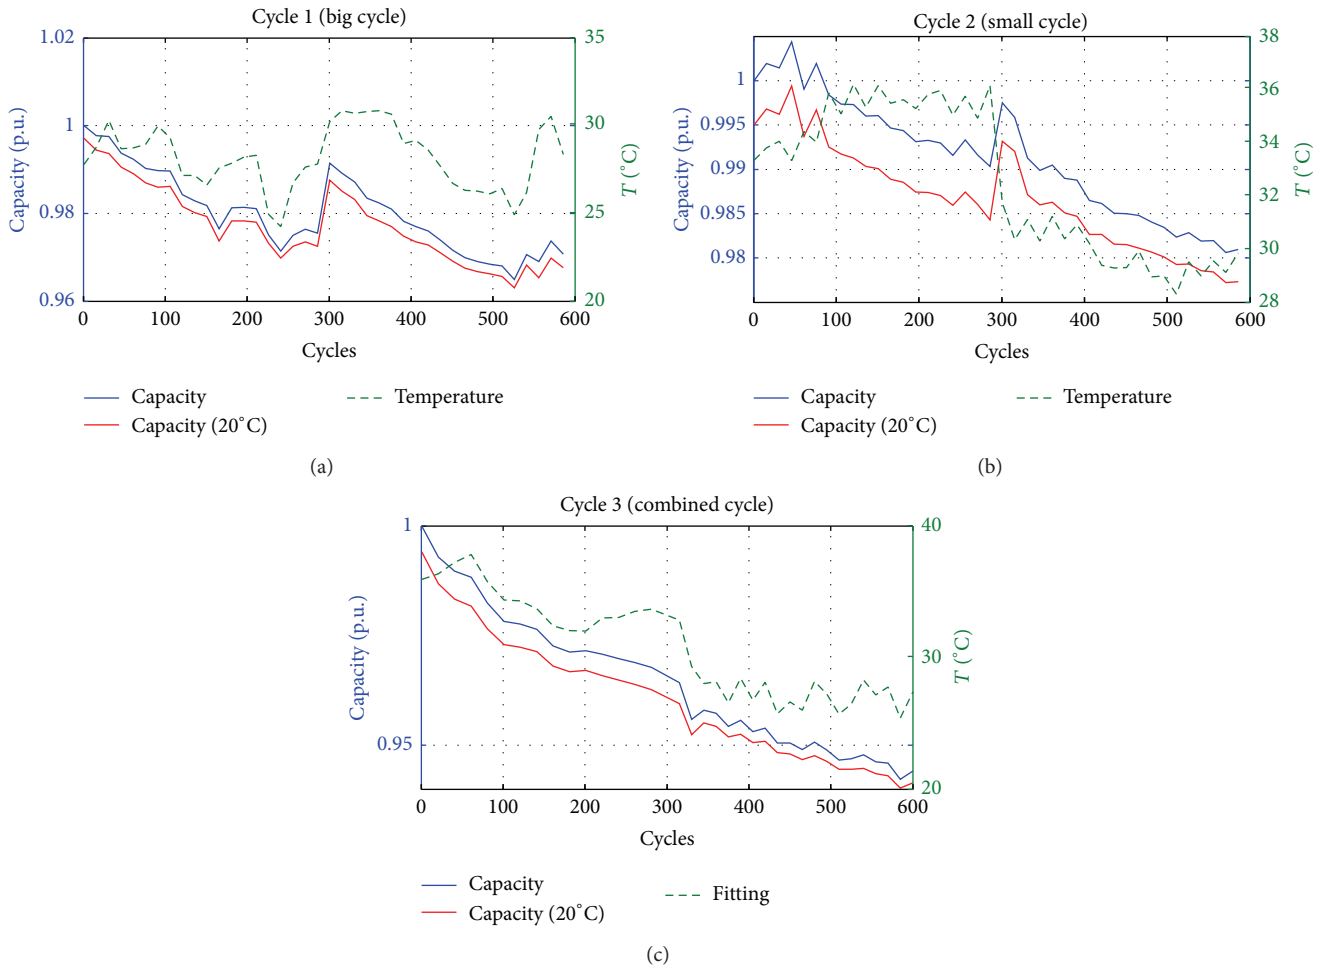 Cycle 1 (big cycle)
1.02
1
0.98
0.96
Capacity (p.u.)
35
30
25
20
T (°C)
0 100 200 300 400 500 600
Cycles
Capacity
Capacity (20°C)
Temperature
(a)
Cycle 2 (small cycle)
1
0.995
0.99
0.985
0.98
Capacity (p.u.)
38
36
34
32
30
28
T (°C)
0 100 200 300 400 500 600
Cycles
Capacity
Capacity (20°C)
Temperature
(b)
Cycle 3 (combined cycle)
1
0.95
Capacity (p.u.)
40
30
20
T (°C)
0 100 200 300 400 500 600
Cycles
Capacity
Capacity (20°C)
Fitting
(c)